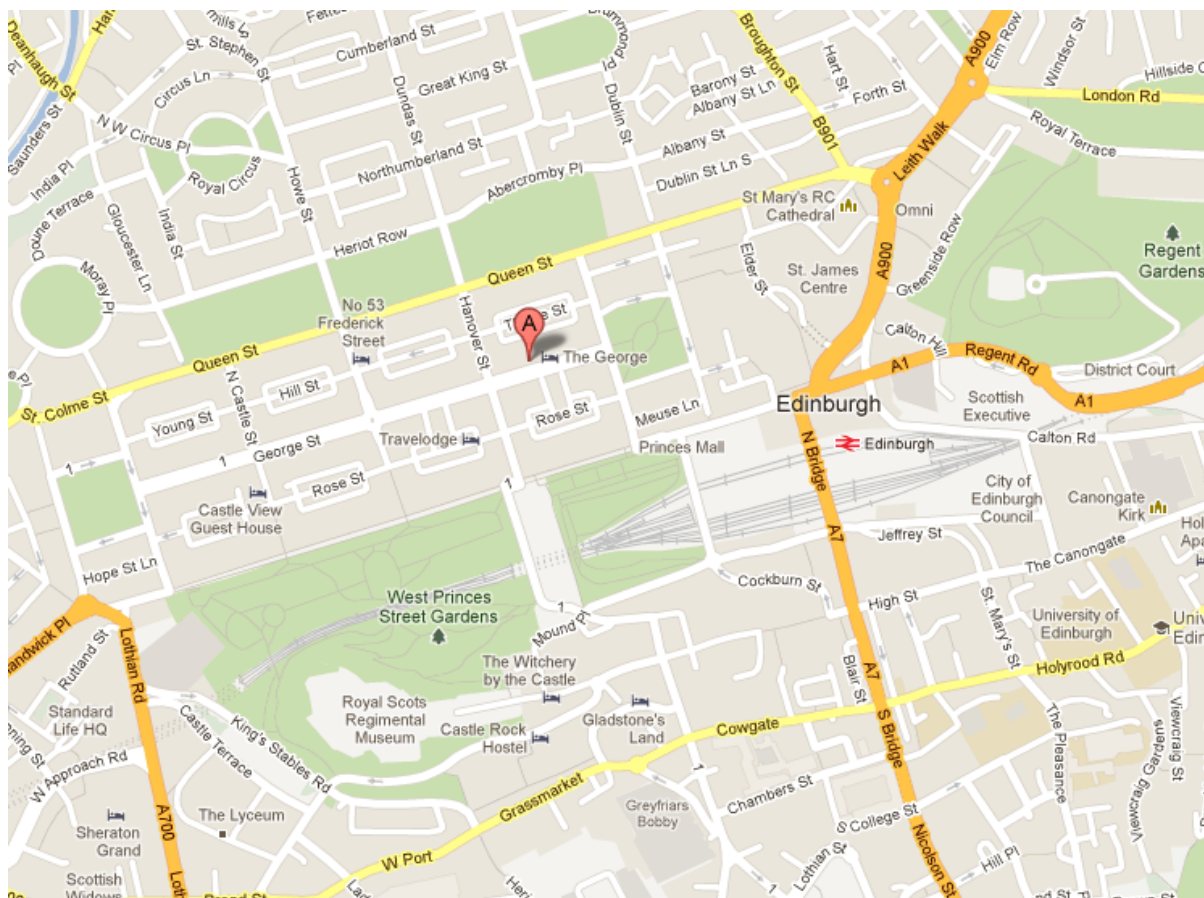 Deanhaugh St
St. Stephen St
Cumberland St
Great King St
Dundas St
Circus Ln
N W Circus Pl
Royal Circus
Saunders St
India Pl
Doune Terrace
Gloucester Ln
India St
Howe St
Moray Pl
Heriot Row
Northumberland St
Abercromby Pl
Dublin St
Barony St
Albany St Ln
Albany St
Dublin St Ln S
Broughton St
B901
Hart St
Forth St
A900
Elm Row
Windsor St
London Rd
Royal Terrace
Leith Walk
St Mary's RC
Cathedral
Omni
A900
Greenside Row
Regent
Gardens
Elder St
St. James
Centre
Calton Hill
Queen St
Queen St
No 53
Frederick
Street
Hanover St
A
The George
St. Colme St
N Castle St
Hill St
Young St
George St
1
1
Rose St
Rose St
Travelodge
Meuse Ln
Princes Mall
Edinburgh
Edinburgh
A1
Regent Rd
A1
District Court
Scottish
Executive
Calton Rd
N Bridge
A7
City of
Edinburgh
Council
Canongate
Kirk
Castle View
Guest House
1
Hope St Ln
West Princes
Street Gardens
1
Mound Pl
Jeffrey St
Cockburn St
High St
The Canongate
St. Mary's St
University of
Edinburgh
Holyrood Rd
Lothian Rd
Rutland St
Standard
Life HQ
W Approach Rd
Castle Terrace
King's Stables Rd
Royal Scots
Regimental
Museum
The Witchery
by the Castle
Castle Rock
Hostel
Gladstone's
Land
Blair St
A7
S Bridge
Cowgate
The Pleasance
Viewcraig St
Viewcraig Gardens
A700
Sheraton
Grand
The Lyceum
Grassmarket
W Port
Greyfriars
Bobby
1
1
Chambers St
S College St
Nicolson St
Hill Pl
Lothian St
Scottish